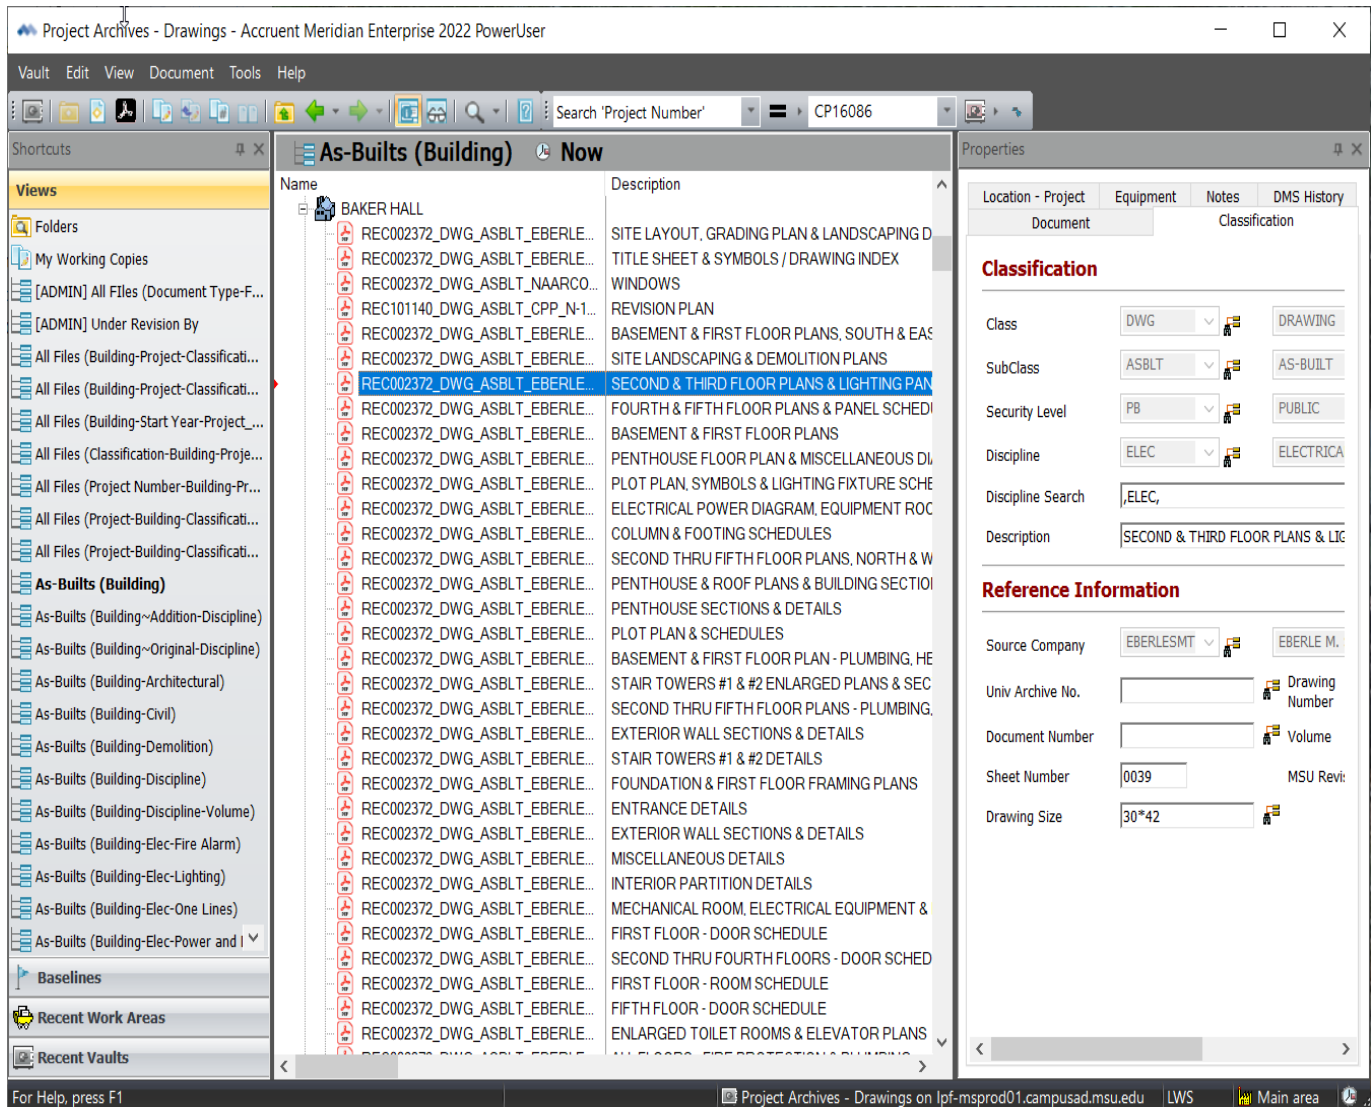 Project Archives - Drawings - Accruent Meridian Enterprise 2022 PowerUser
Vault Edit View Document Tools Help
Search 'Project Number' CP16086
Shortcuts
Views
Folders
My Working Copies
[ADMIN] All FIles (Document Type-F...
[ADMIN] Under Revision By
All Files (Building-Project-Classificati...
All Files (Building-Project-Classificati...
All Files (Building-Start Year-Project_...
All Files (Classification-Building-Proje...
All Files (Project Number-Building-Pr...
All Files (Project-Building-Classificati...
All Files (Project-Building-Classificati...
As-Builts (Building)
As-Builts (Building~Addition-Discipline)
As-Builts (Building~Original-Discipline)
As-Builts (Building-Architectural)
As-Builts (Building-Civil)
As-Builts (Building-Demolition)
As-Builts (Building-Discipline)
As-Builts (Building-Discipline-Volume)
As-Builts (Building-Elec-Fire Alarm)
As-Builts (Building-Elec-Lighting)
As-Builts (Building-Elec-One Lines)
As-Builts (Building-Elec-Power and
Baselines
Recent Work Areas
Recent Vaults
As-Builts (Building) Now
Name Description
BAKER HALL
REC002372_DWG_ASBLT_EBERLE... SITE LAYOUT, GRADING PLAN & LANDSCAPING D
REC002372_DWG_ASBLT_EBERLE... TITLE SHEET & SYMBOLS / DRAWING INDEX
REC002372_DWG_ASBLT_NAARCO... WINDOWS
REC101140_DWG_ASBLT_CPP_N-1... REVISION PLAN
REC002372_DWG_ASBLT_EBERLE... BASEMENT & FIRST FLOOR PLANS, SOUTH & EAS
REC002372_DWG_ASBLT_EBERLE... SITE LANDSCAPING & DEMOLITION PLANS
REC002372_DWG_ASBLT_EBERLE... SECOND & THIRD FLOOR PLANS & LIGHTING PAN
REC002372_DWG_ASBLT_EBERLE... FOURTH & FIFTH FLOOR PLANS & PANEL SCHEDU
REC002372_DWG_ASBLT_EBERLE... BASEMENT & FIRST FLOOR PLANS
REC002372_DWG_ASBLT_EBERLE... PENTHOUSE FLOOR PLAN & MISCELLANEOUS DI
REC002372_DWG_ASBLT_EBERLE... PLOT PLAN, SYMBOLS & LIGHTING FIXTURE SCHE
REC002372_DWG_ASBLT_EBERLE... ELECTRICAL POWER DIAGRAM, EQUIPMENT ROO
REC002372_DWG_ASBLT_EBERLE... COLUMN & FOOTING SCHEDULES
REC002372_DWG_ASBLT_EBERLE... SECOND THRU FIFTH FLOOR PLANS, NORTH & W
REC002372_DWG_ASBLT_EBERLE... PENTHOUSE & ROOF PLANS & BUILDING SECTIO
REC002372_DWG_ASBLT_EBERLE... PENTHOUSE SECTIONS & DETAILS
REC002372_DWG_ASBLT_EBERLE... PLOT PLAN & SCHEDULES
REC002372_DWG_ASBLT_EBERLE... BASEMENT & FIRST FLOOR PLAN - PLUMBING, HE
REC002372_DWG_ASBLT_EBERLE... STAIR TOWERS #1 & #2 ENLARGED PLANS & SEC
REC002372_DWG_ASBLT_EBERLE... SECOND THRU FIFTH FLOOR PLANS - PLUMBING,
REC002372_DWG_ASBLT_EBERLE... EXTERIOR WALL SECTIONS & DETAILS
REC002372_DWG_ASBLT_EBERLE... STAIR TOWERS #1 & #2 DETAILS
REC002372_DWG_ASBLT_EBERLE... FOUNDATION & FIRST FLOOR FRAMING PLANS
REC002372_DWG_ASBLT_EBERLE... ENTRANCE DETAILS
REC002372_DWG_ASBLT_EBERLE... EXTERIOR WALL SECTIONS & DETAILS
REC002372_DWG_ASBLT_EBERLE... MISCELLANEOUS DETAILS
REC002372_DWG_ASBLT_EBERLE... INTERIOR PARTITION DETAILS
REC002372_DWG_ASBLT_EBERLE... MECHANICAL ROOM, ELECTRICAL EQUIPMENT &
REC002372_DWG_ASBLT_EBERLE... FIRST FLOOR - DOOR SCHEDULE
REC002372_DWG_ASBLT_EBERLE... SECOND THRU FOURTH FLOORS - DOOR SCHED
REC002372_DWG_ASBLT_EBERLE... FIRST FLOOR - ROOM SCHEDULE
REC002372_DWG_ASBLT_EBERLE... FIFTH FLOOR - DOOR SCHEDULE
REC002372_DWG_ASBLT_EBERLE... ENLARGED TOILET ROOMS & ELEVATOR PLANS
Properties
Location - Project Equipment Notes DMS History
Document Classification
Classification
Class DWG DRAWING
SubClass ASBLT AS-BUILT
Security Level PB PUBLIC
Discipline ELEC ELECTRICA
Discipline Search ,ELEC,
Description SECOND & THIRD FLOOR PLANS & LIG
Reference Information
Source Company EBERLESMT EBERLE M.
Univ Archive No. Drawing Number
Document Number Volume
Sheet Number 0039 MSU Revis
Drawing Size 30*42
For Help, press F1 Project Archives - Drawings on lpf-msprod01.campusad.msu.edu LWS Main area